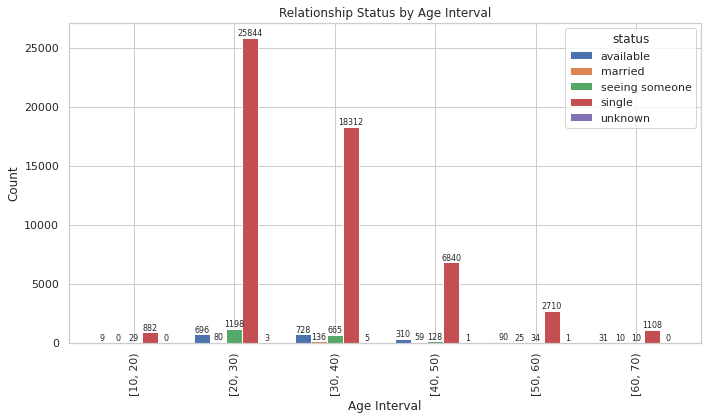 Relationship Status by Age Interval
status
available
married
seeing someone
single
unknown
Count
25000
20000
15000
10000
5000
0
9 0 29 882 0
696 80 1198 25844 3
728 136 665 18312 5
310 59 128 6840 1
90 25 34 2710 1
31 10 10 1108 0
[10, 20)
[20, 30)
[30, 40)
[40, 50)
[50, 60)
[60, 70)
Age Interval